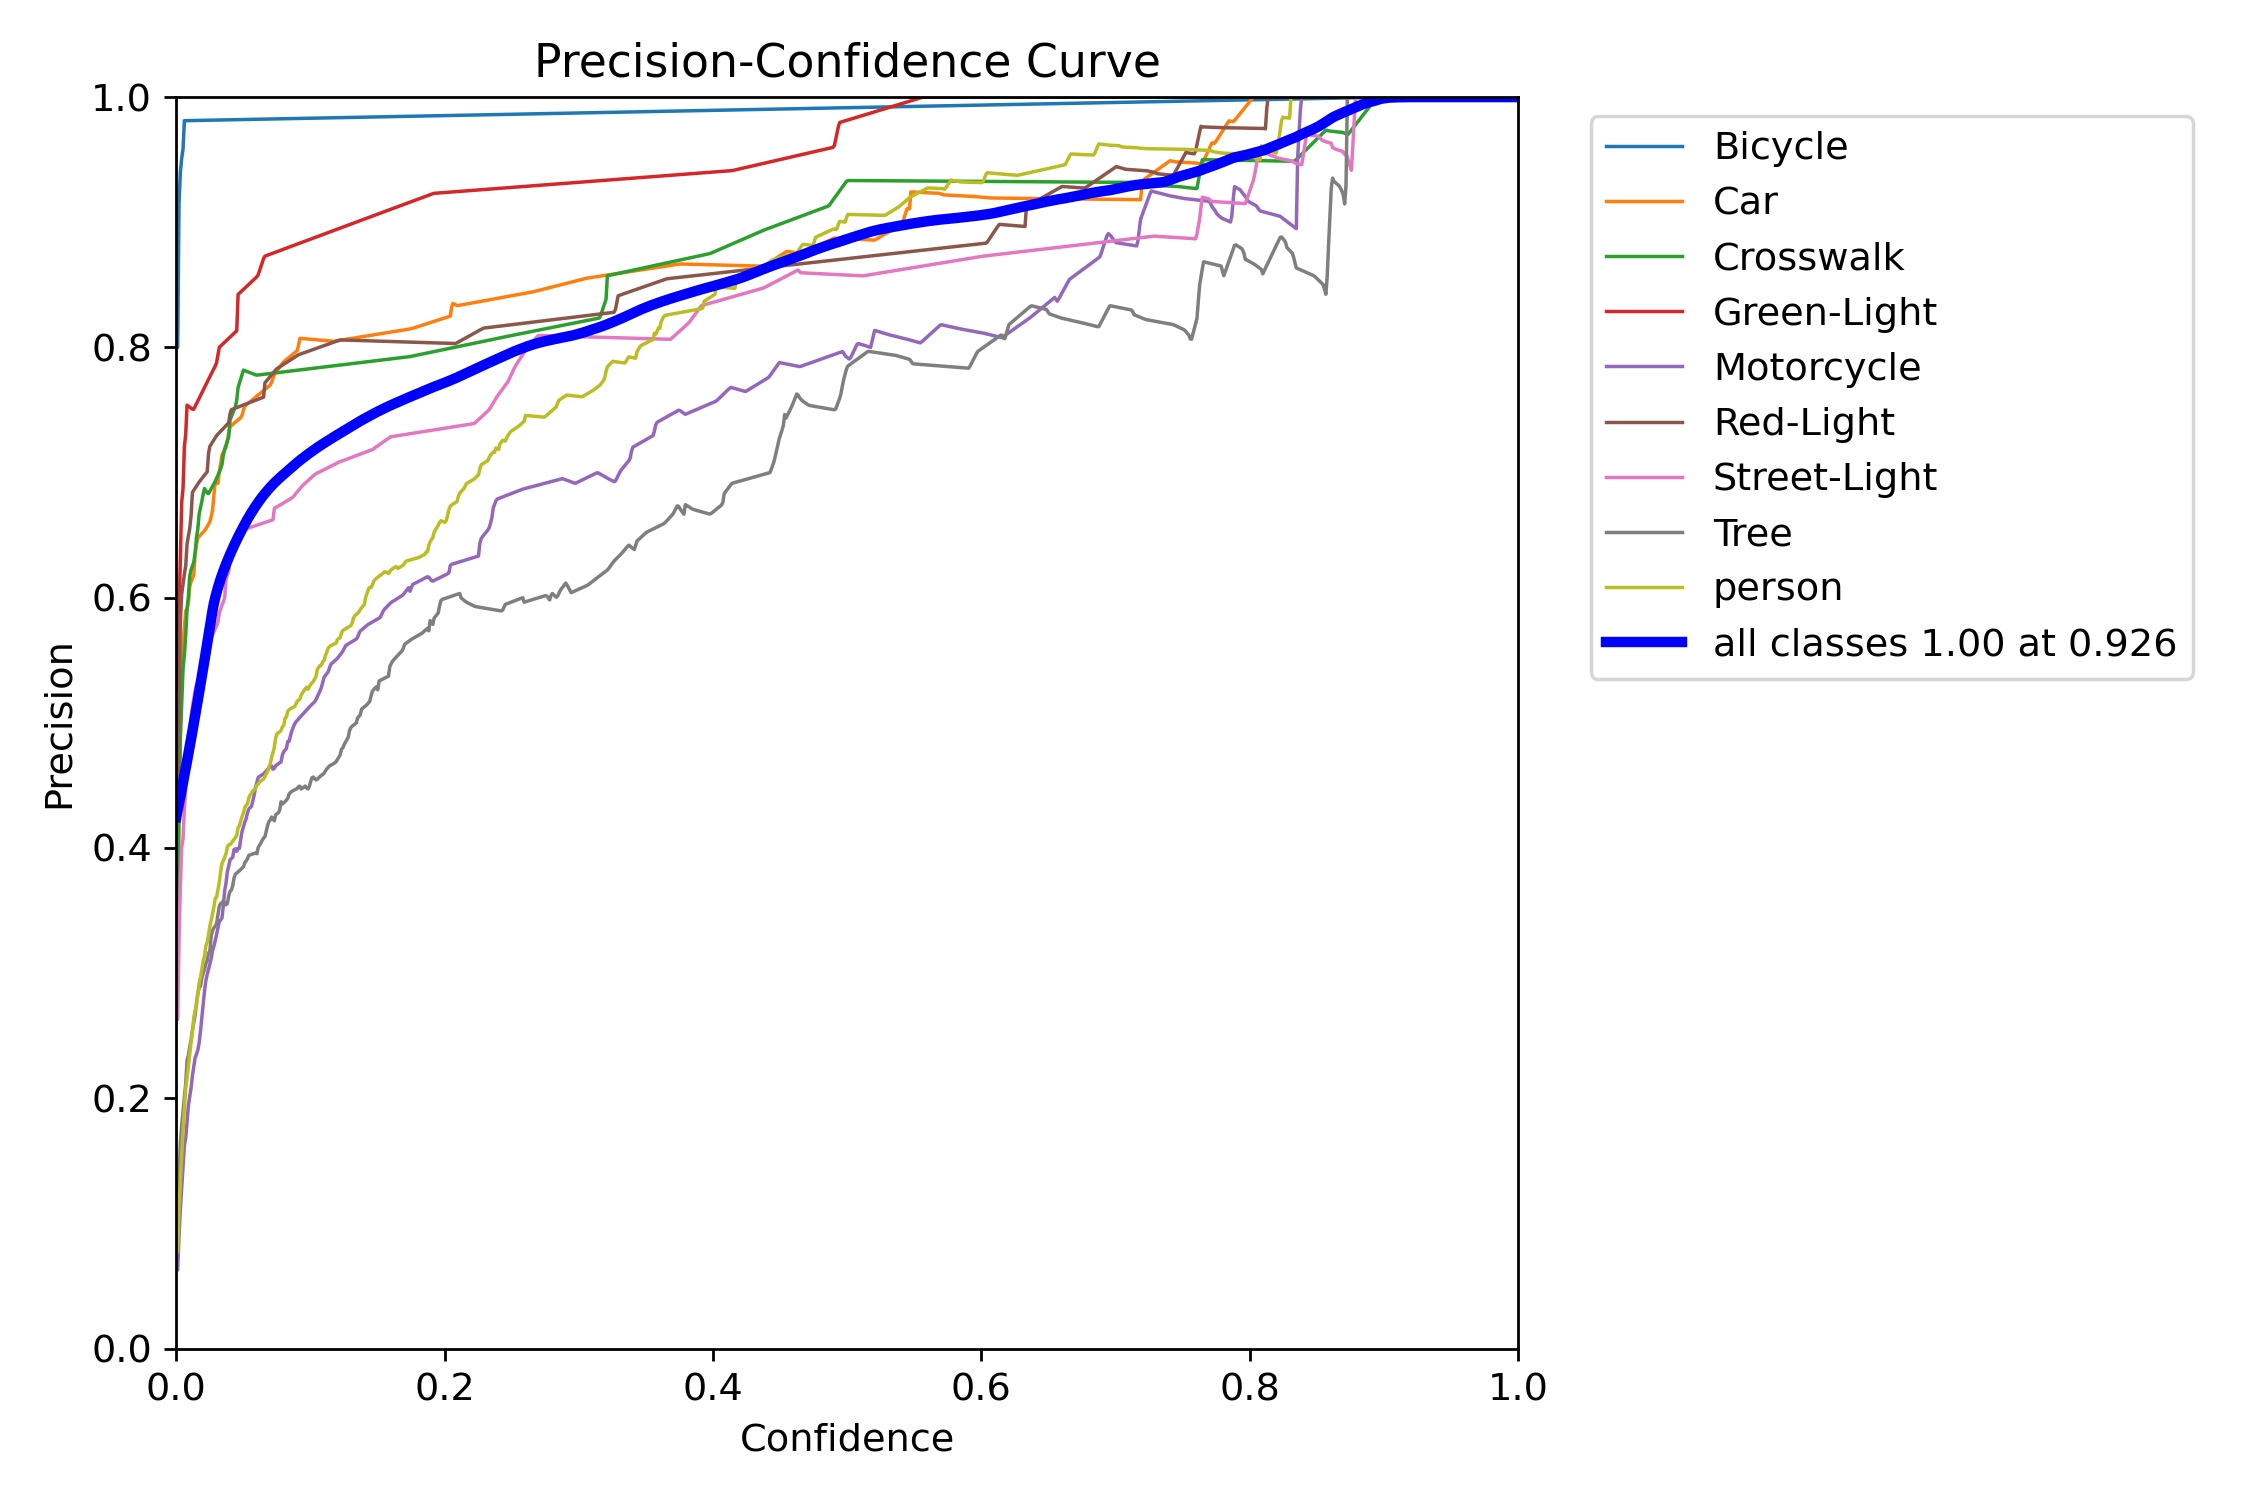 Precision-Confidence Curve
1.0
0.8
0.6
0.4
0.2
0.0
Precision
0.0 0.2 0.4 0.6 0.8 1.0
Confidence
Bicycle
Car
Crosswalk
Green-Light
Motorcycle
Red-Light
Street-Light
Tree
person
all classes 1.00 at 0.926